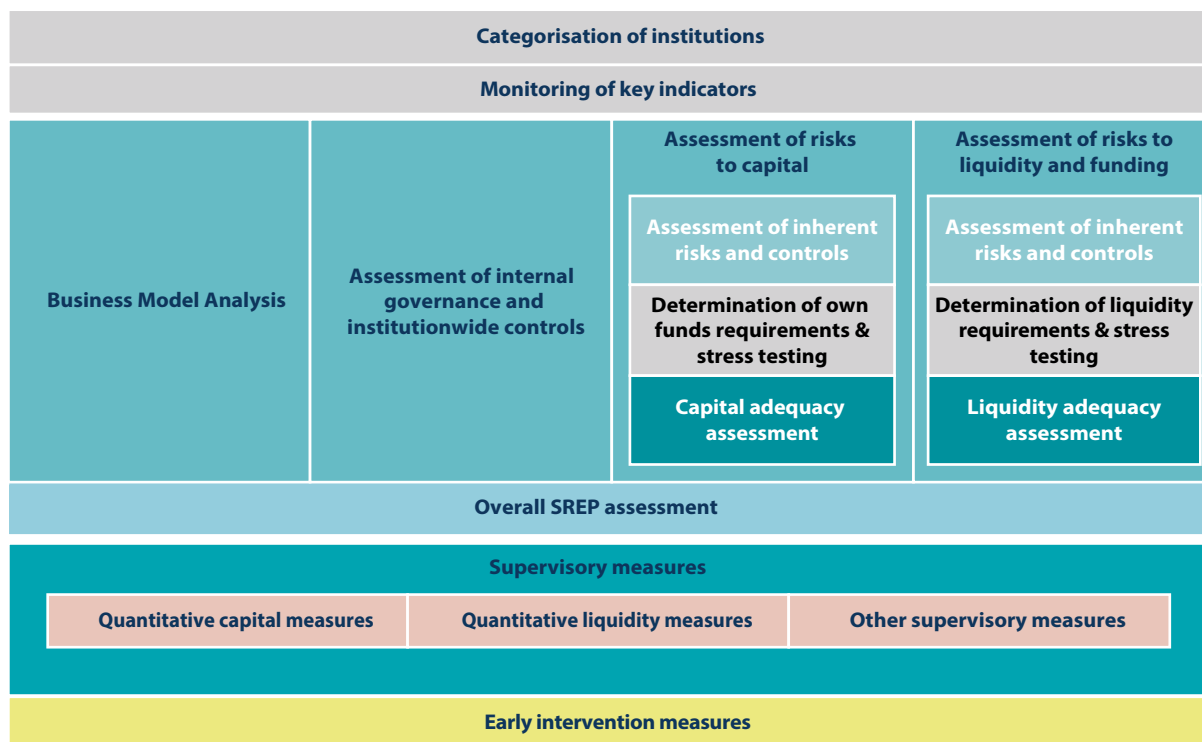 Categorisation of institutions
Monitoring of key indicators
Business Model Analysis
Assessment of internal
governance and
institutionwide controls
Assessment of risks
to capital
Assessment of inherent
risks and controls
Determination of own
funds requirements &
stress testing
Capital adequacy
assessment
Assessment of risks to
liquidity and funding
Assessment of inherent
risks and controls
Determination of liquidity
requirements & stress
testing
Liquidity adequacy
assessment
Overall SREP assessment
Supervisory measures
Quantitative capital measures
Quantitative liquidity measures
Other supervisory measures
Early intervention measures